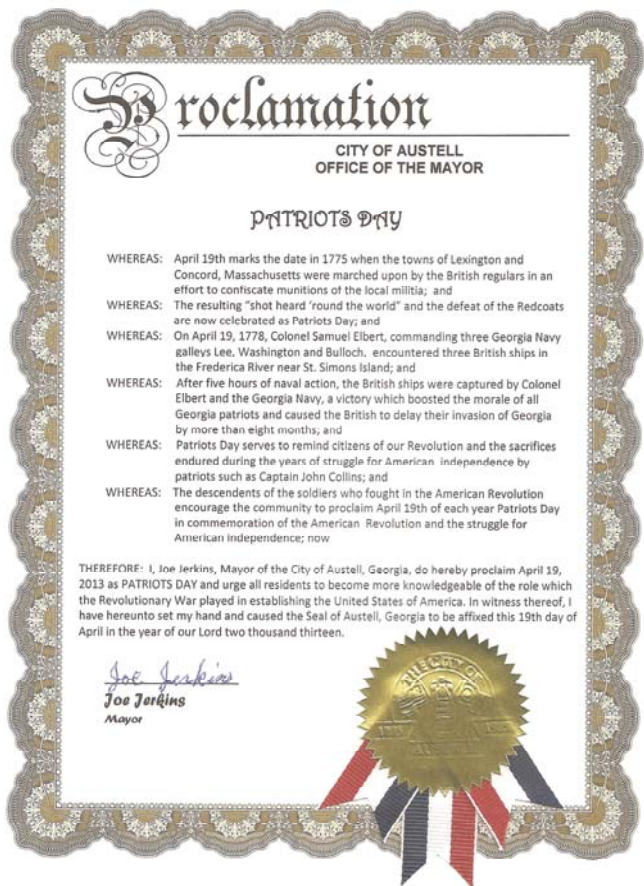 Proclamation
CITY OF AUSTELL
OFFICE OF THE MAYOR
PATRIOTS DAY
WHEREAS: April 19th marks the date in 1775 when the towns of Lexington and
Concord, Massachusetts were marched upon by the British regulars in an
effort to confiscate munitions of the local militia; and
WHEREAS: The resulting "shot heard 'round the world" and the defeat of the Redcoats
are now celebrated as Patriots Day; and
WHEREAS: On April 19, 1778, Colonel Samuel Elbert, commanding three Georgia Navy
galleys Lee, Washington and Bulloch, encountered three British ships in
the Frederica River near St. Simons Island; and
WHEREAS: After five hours of naval action, the British ships were captured by Colonel
Elbert and the Georgia Navy, a victory which boosted the morale of all
Georgia patriots and caused the British to delay their invasion of Georgia
by more than eight months; and
WHEREAS: Patriots Day serves to remind citizens of our Revolution and the sacrifices
endured during the years of struggle for American independence by
patriots such as Captain John Collins; and
WHEREAS: The descendents of the soldiers who fought in the American Revolution
encourage the community to proclaim April 19th of each year Patriots Day
in commemoration of the American Revolution and the struggle for
American Independence; now
THEREFORE: I, Joe Jerkins, Mayor of the City of Austell, Georgia, do hereby proclaim April 19,
2013 as PATRIOTS DAY and urge all residents to become more knowledgeable of the role which
the Revolutionary War played in establishing the United States of America. In witness thereof, I
have hereunto set my hand and caused the Seal of Austell, Georgia to be affixed this 19th day of
April in the year of our Lord two thousand thirteen.
Joe Jerkins
Joe Jerkins
Mayor
THE CITY OF
AUSTELL